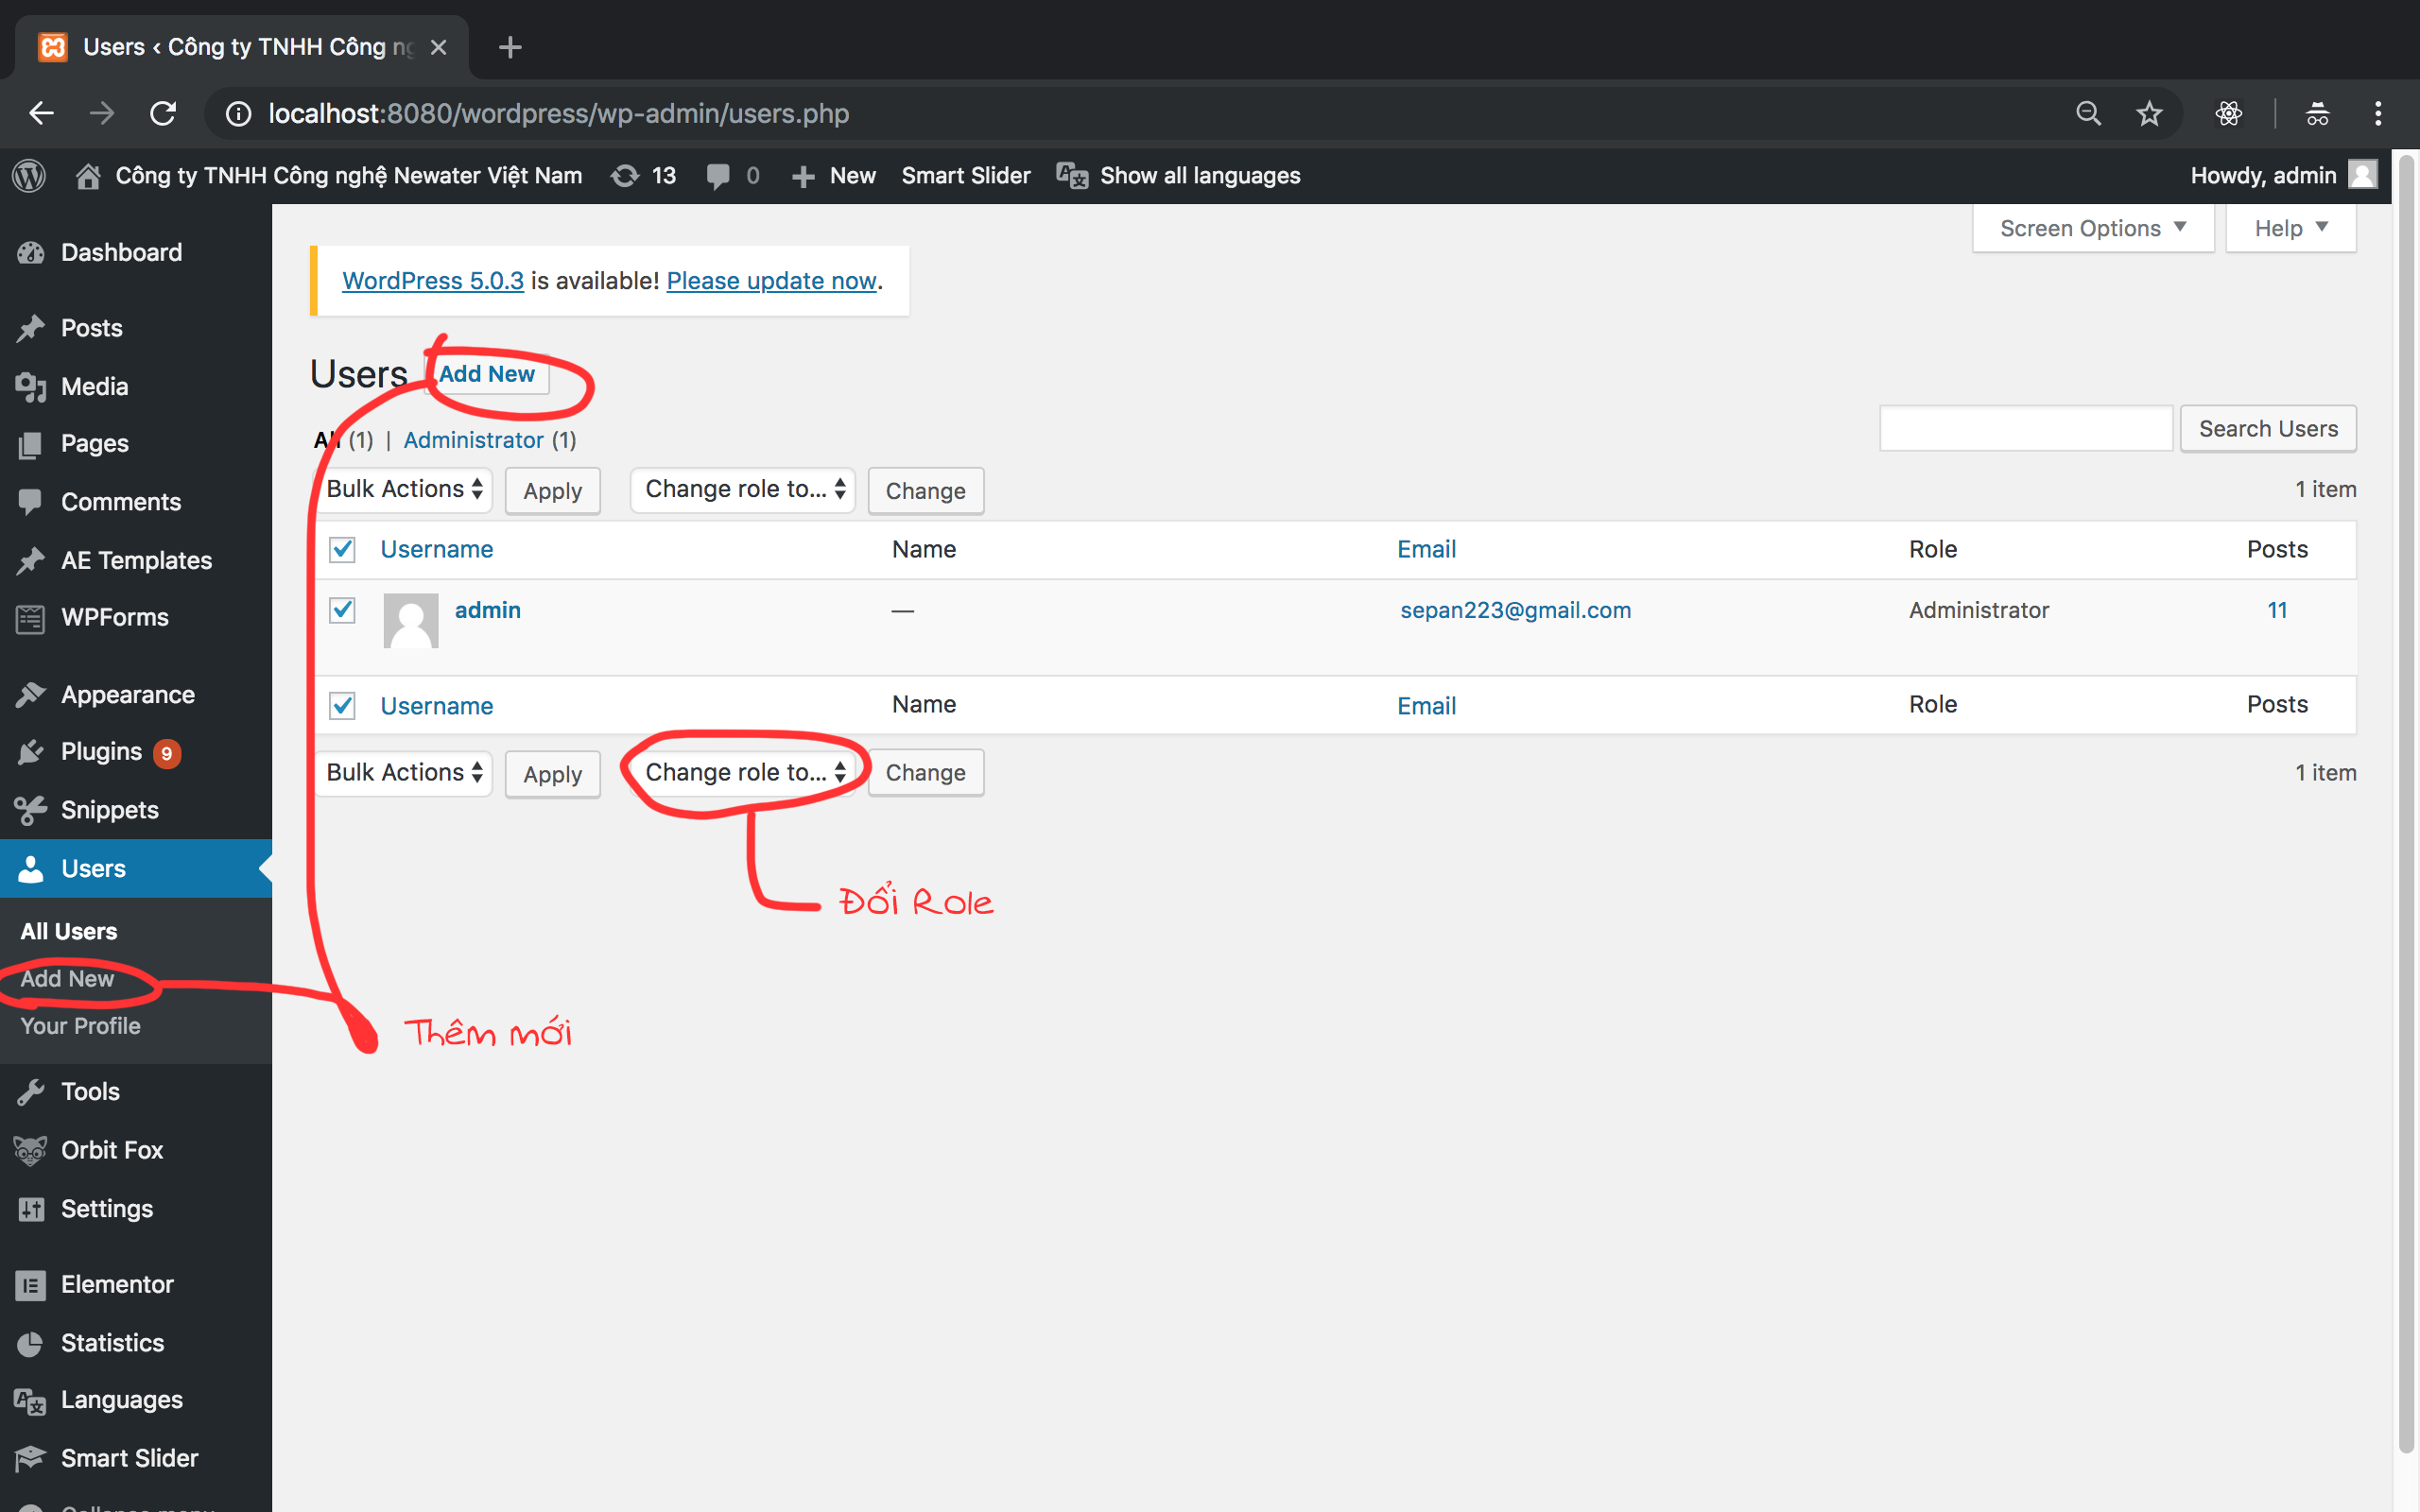 Users ‹ Công ty TNHH Công ng
localhost:8080/wordpress/wp-admin/users.php
Công ty TNHH Công nghệ Newater Việt Nam 13 0 New Smart Slider Show all languages Howdy, admin
Screen Options Help
WordPress 5.0.3 is available! Please update now.
Users Add New
All (1) | Administrator (1)
Search Users
Bulk Actions Apply Change role to... Change 1 item
Username Name Email Role Posts
admin — sepan223@gmail.com Administrator 11
Username Name Email Role Posts
Bulk Actions Apply Change role to... Change 1 item
Đổi Role
Thêm mới
Dashboard
Posts
Media
Pages
Comments
AE Templates
WPForms
Appearance
Plugins 9
Snippets
Users
All Users
Add New
Your Profile
Tools
Orbit Fox
Settings
Elementor
Statistics
Languages
Smart Slider